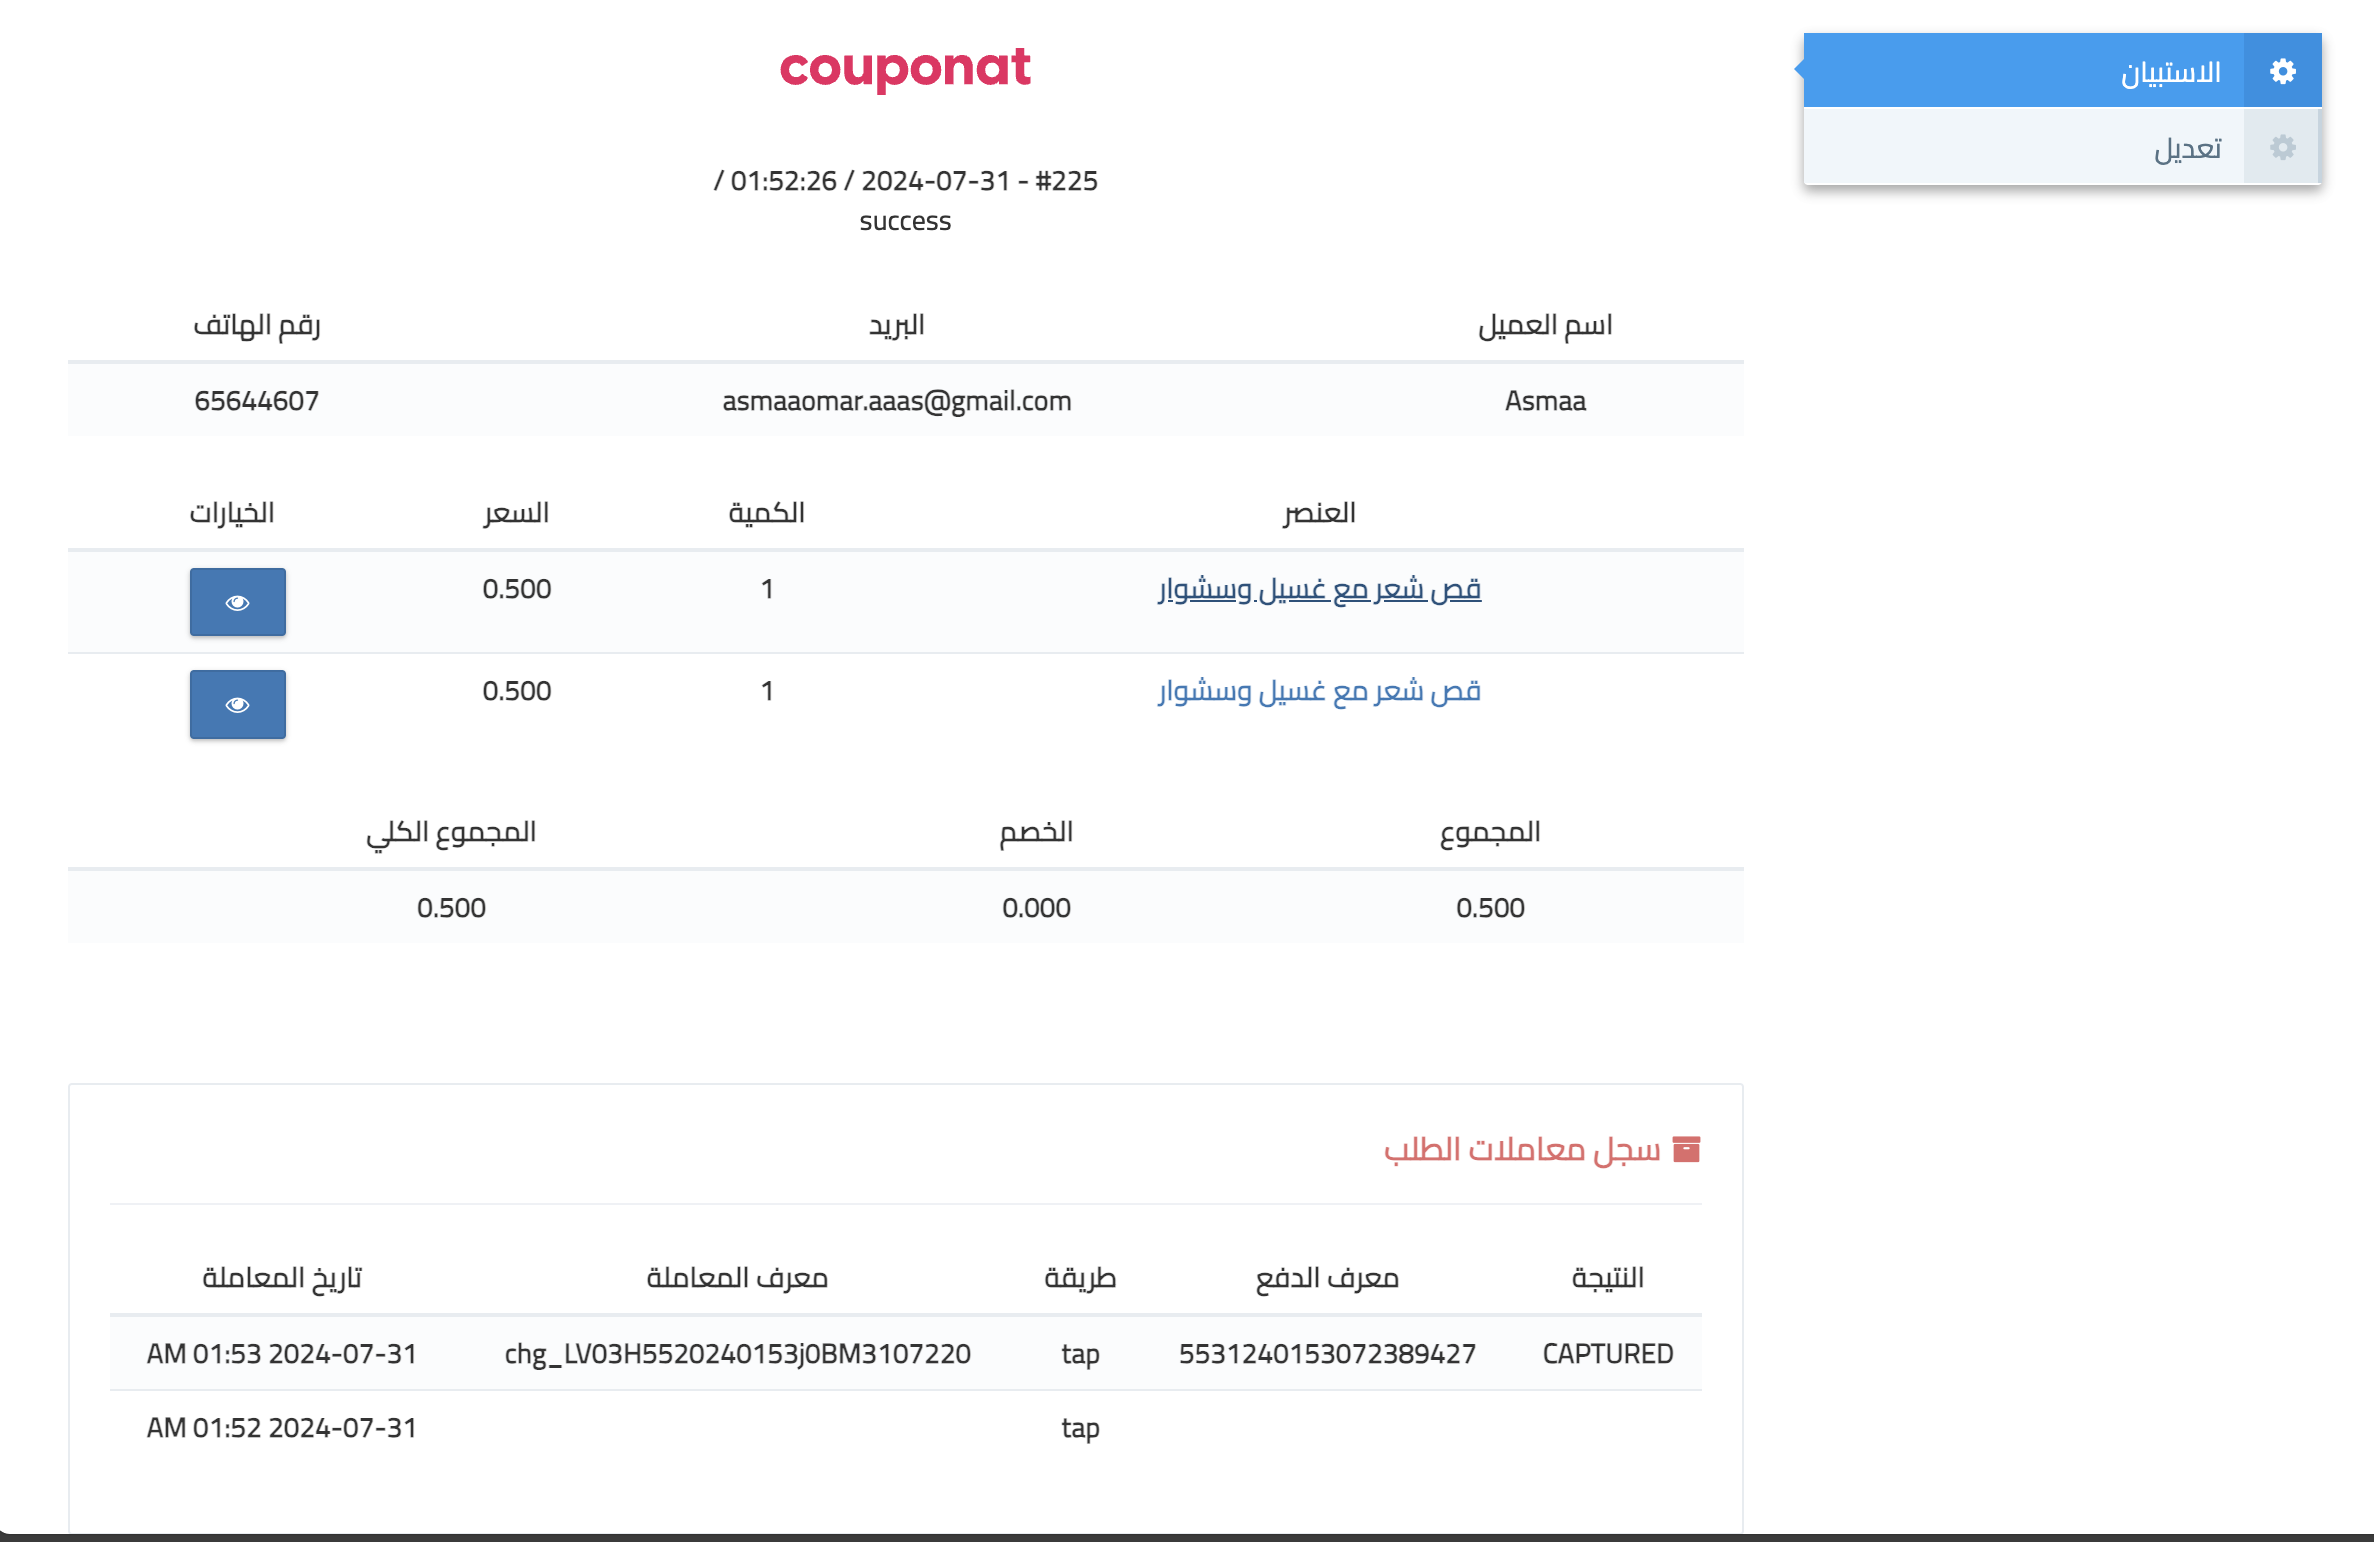 couponat
الاستبيان
تعديل
/ 01:52:26 / 2024-07-31 - #225
success
اسم العميل البريد رقم الهاتف
Asmaa asmaaomar.aaas@gmail.com 65644607
العنصر الكمية السعر الخيارات
قص شعر مع غسيل وسشوار 1 0.500
قص شعر مع غسيل وسشوار 1 0.500
المجموع الخصم المجموع الكلي
0.500 0.000 0.500
سجل معاملات الطلب
النتيجة معرف الدفع طريقة معرف المعاملة تاريخ المعاملة
CAPTURED 5531240153072389427 tap chg_LV03H5520240153j0BM3107220 AM 01:53 2024-07-31
tap AM 01:52 2024-07-31